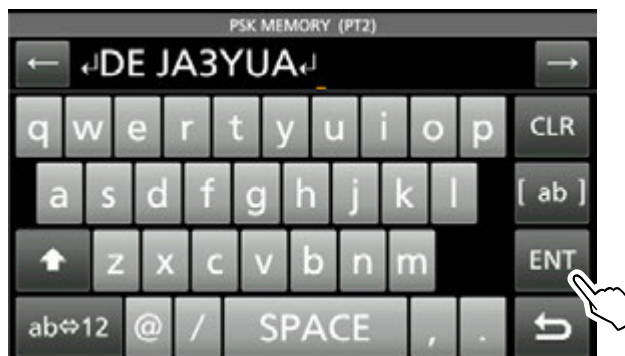 PSK MEMORY (PT2)
← ↲DE JA3YUA↲ →
q w e r t y u i o p CLR
a s d f g h j k l [ ab ]
z x c v b n m ENT
ab⇔12 @ / SPACE , .